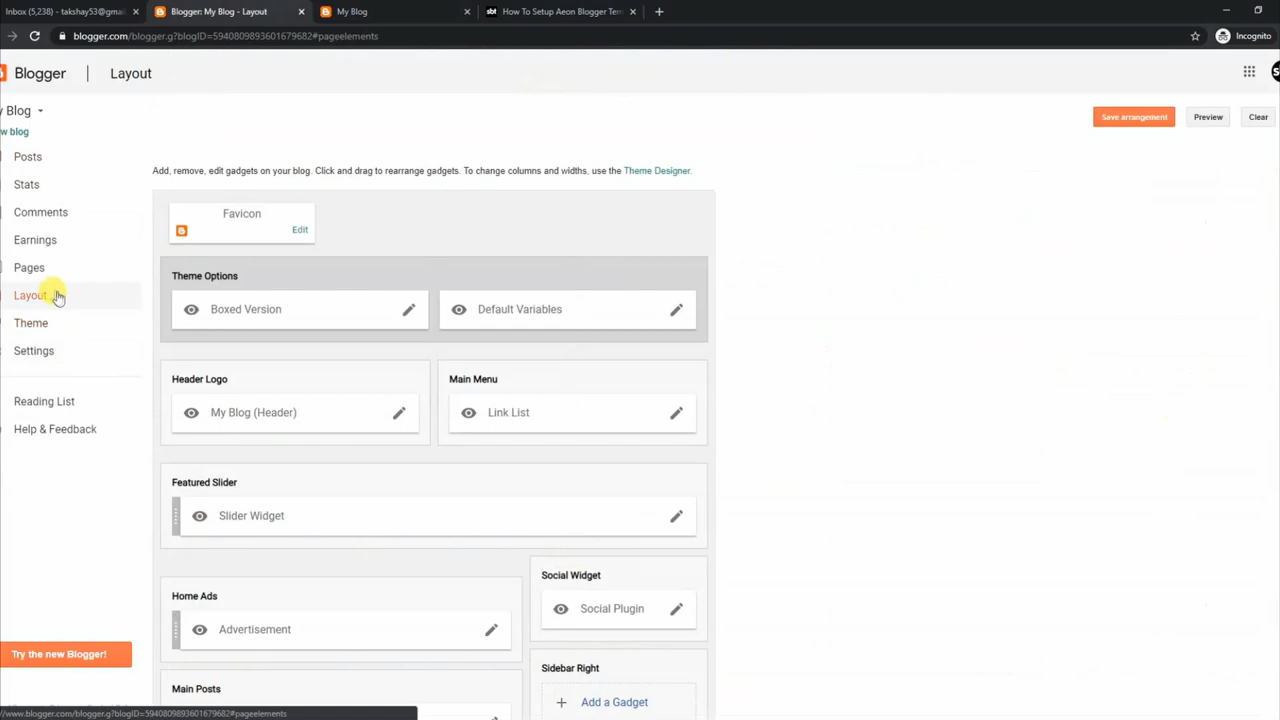 Inbox (5,238) - takshay53@gmai
Blogger: My Blog - Layout
My Blog
sbt How To Setup Aeon Blogger Tem
blogger.com/blogger.g?blogID=5940809893601679682#pageelements
Incognito
Blogger
Layout
y Blog
w blog
Save arrangement
Preview
Clear
Posts
Stats
Comments
Earnings
Pages
Layout
Theme
Settings
Reading List
Help & Feedback
Try the new Blogger!
Add, remove, edit gadgets on your blog. Click and drag to rearrange gadgets. To change columns and widths, use the Theme Designer.
Favicon
Edit
Theme Options
Boxed Version
Default Variables
Header Logo
My Blog (Header)
Main Menu
Link List
Featured Slider
Slider Widget
Home Ads
Advertisement
Social Widget
Social Plugin
Main Posts
Sidebar Right
+ Add a Gadget
//www.blogger.com/blogger.g?blogID=5940809893601679682#pageelements